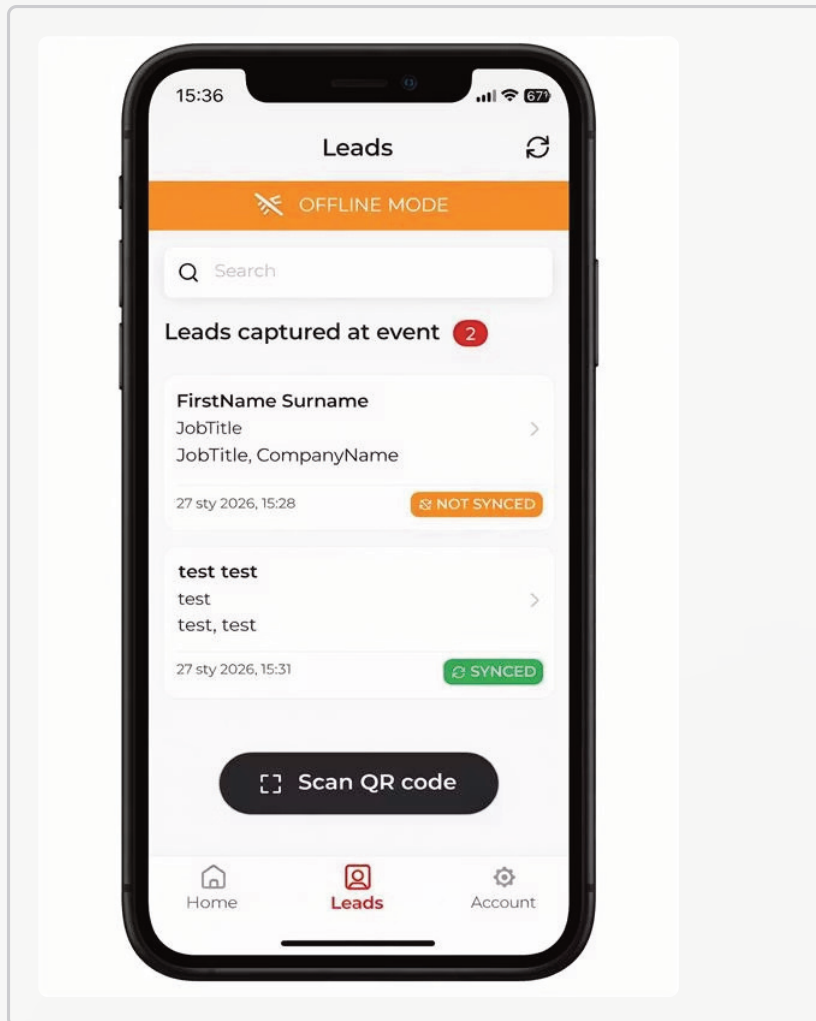 15:36
67
Leads
OFFLINE MODE
Search
Leads captured at event 2
FirstName Surname
JobTitle
JobTitle, CompanyName
27 sty 2026, 15:28
NOT SYNCED
test test
test
test, test
27 sty 2026, 15:31
SYNCED
Scan QR code
Home
Leads
Account